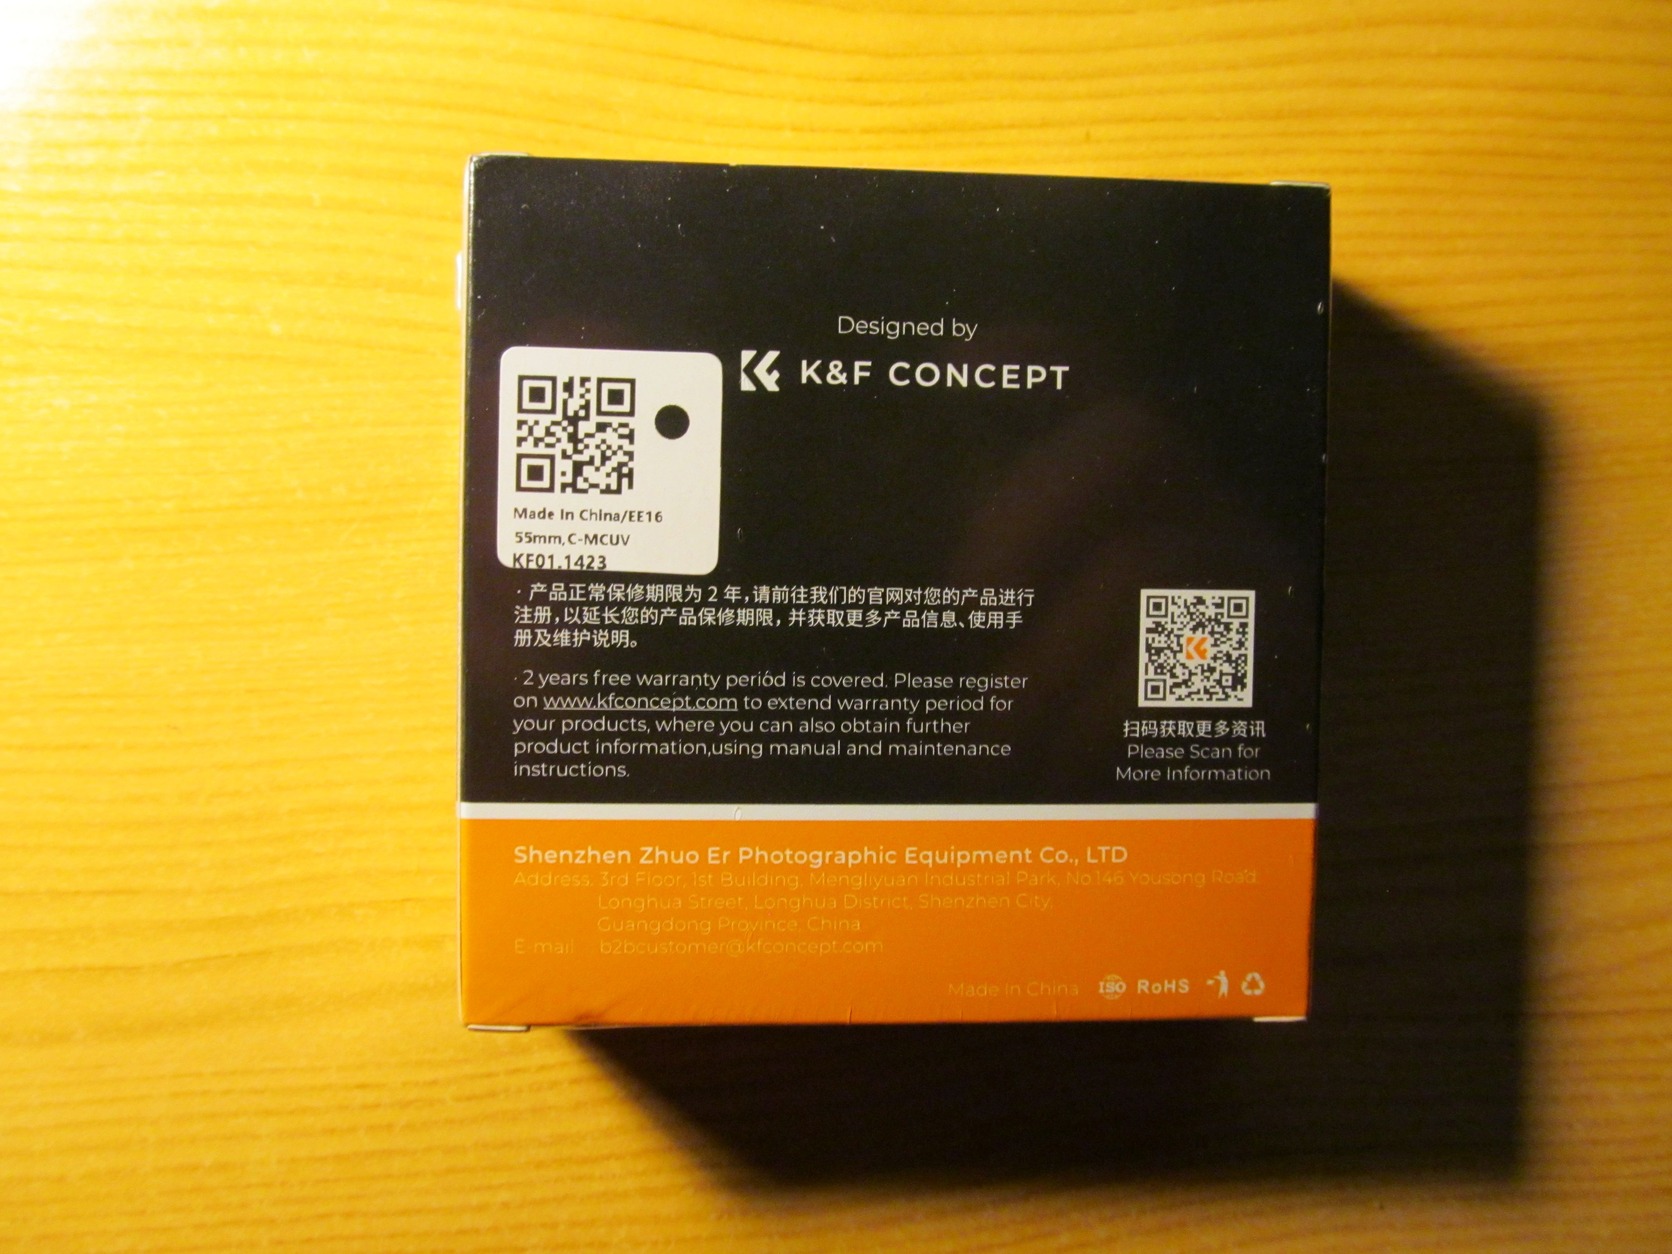 Designed by
K&F CONCEPT
Made In China/EE16
55mm,C-MCUV
KF01.1423
· 产品正常保修期限为 2 年,请前往我们的官网对您的产品进行
注册,以延长您的产品保修期限,并获取更多产品信息、使用手
册及维护说明。
· 2 years free warranty period is covered. Please register
on www.kfconcept.com to extend warranty period for
your products, where you can also obtain further
product information,using manual and maintenance
instructions.
扫码获取更多资讯
Please Scan for
More Information
Shenzhen Zhuo Er Photographic Equipment Co., LTD
Address: 3rd Floor, 1st Building, Mengliyuan Industrial Park, No.146 Yousong Road,
Longhua Street, Longhua District, Shenzhen City,
Guangdong Province, China
E-mail: b2bcustomer@kfconcept.com
Made in China ISO RoHS